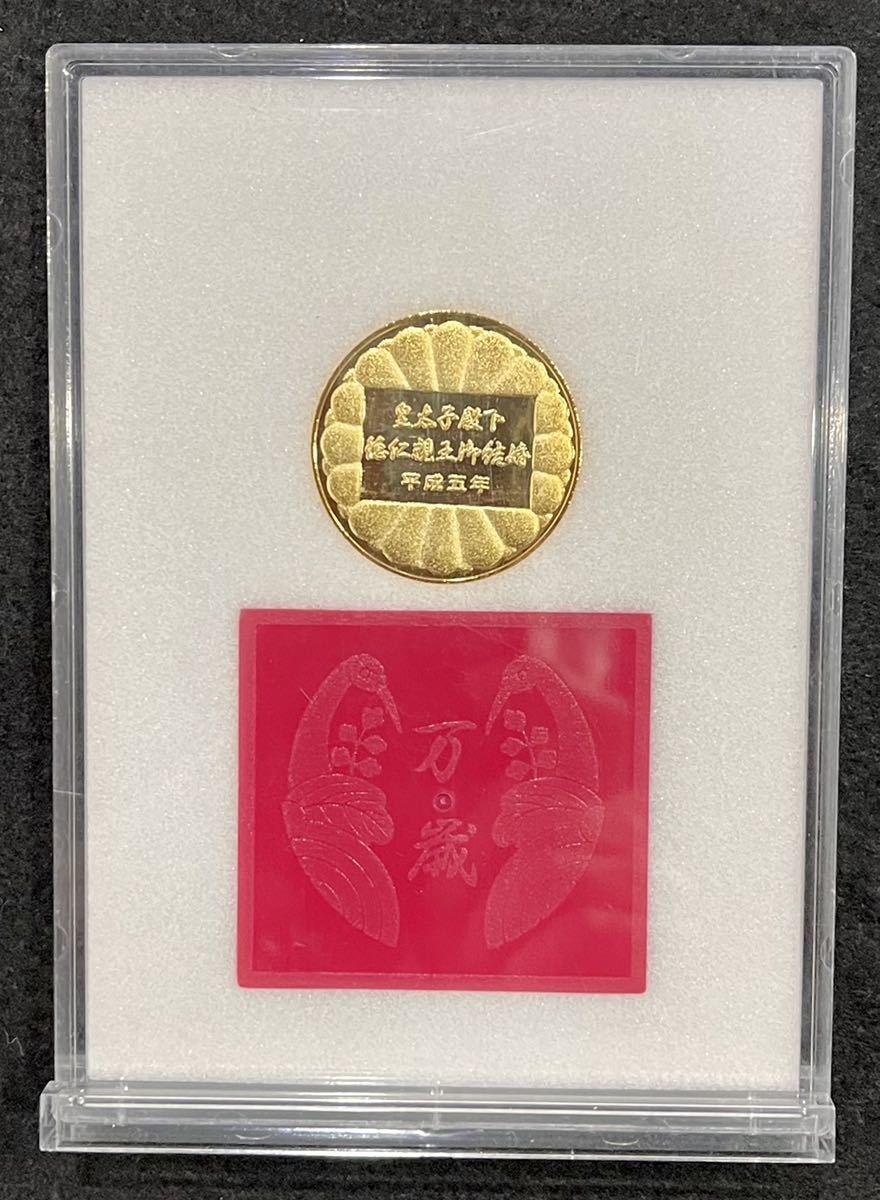 皇太子殿下
徳仁親王御結婚
平成五年
万歳